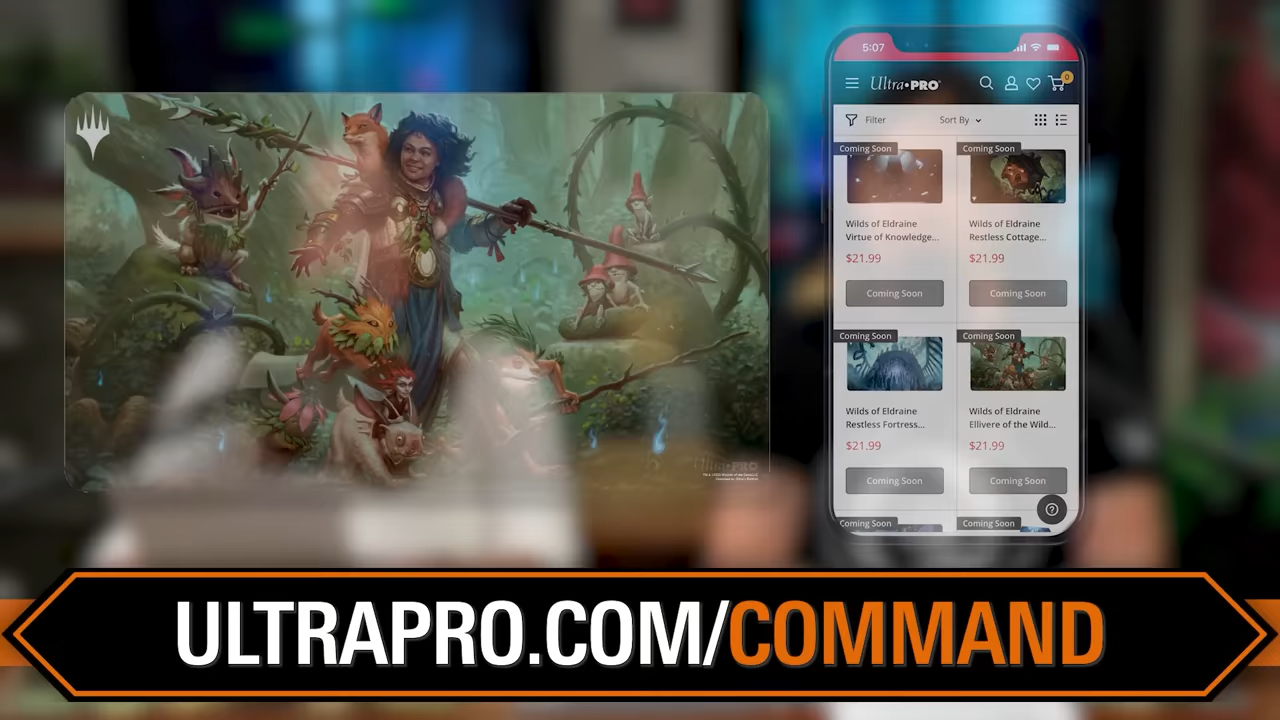 5:07
Ultra•PRO
0
Filter
Sort By
Coming Soon
Coming Soon
Wilds of Eldraine
Virtue of Knowledge...
$21.99
Coming Soon
Wilds of Eldraine
Restless Cottage...
$21.99
Coming Soon
Coming Soon
Coming Soon
Wilds of Eldraine
Restless Fortress...
$21.99
Coming Soon
Wilds of Eldraine
Ellivere of the Wild...
$21.99
Coming Soon
Coming Soon
Coming Soon
Ultra•PRO
ULTRAPRO.COM/COMMAND